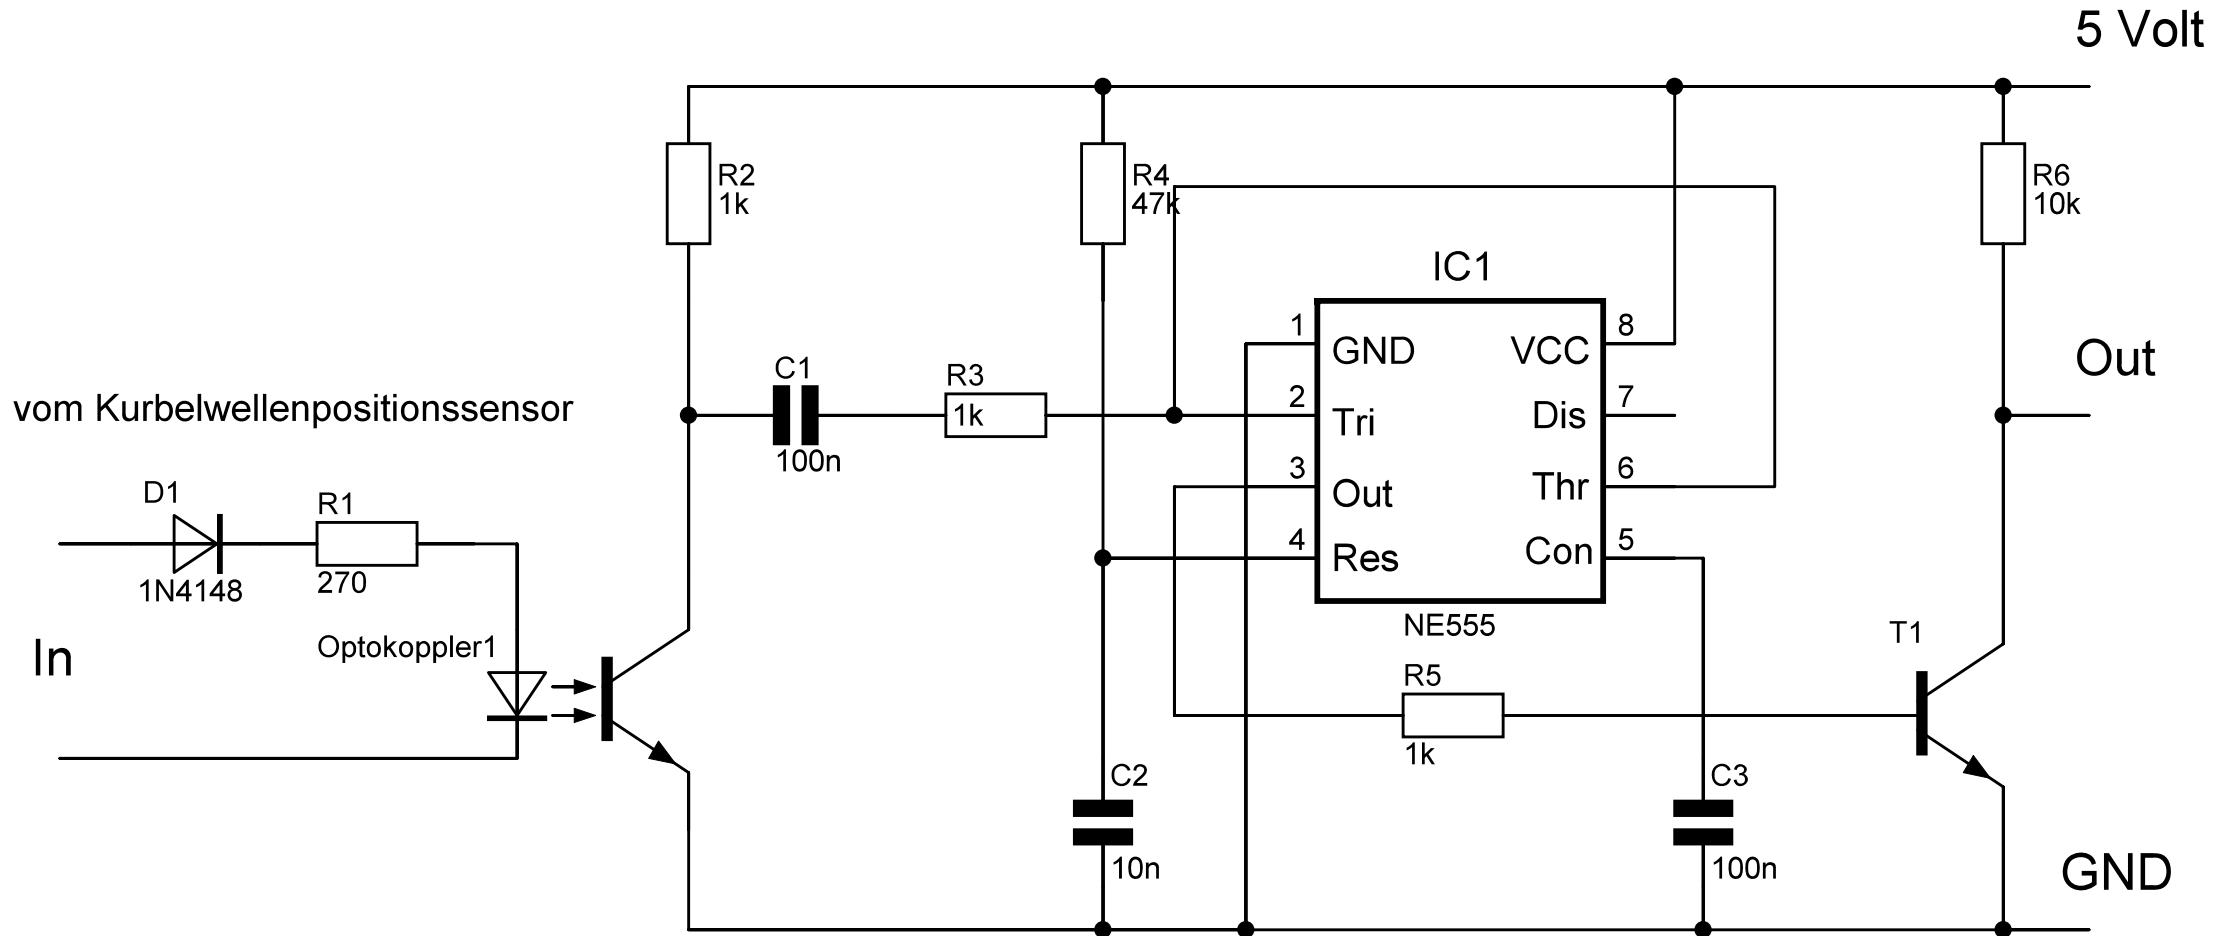 5 Volt
R2
1k
R4
47k
R6
10k
IC1
1
GND
VCC
8
2
Tri
Dis
7
3
Out
Thr
6
4
Res
Con
5
NE555
Out
C1
100n
R3
1k
vom Kurbelwellenpositionssensor
D1
1N4148
R1
270
In
Optokoppler1
T1
R5
1k
C2
10n
C3
100n
GND